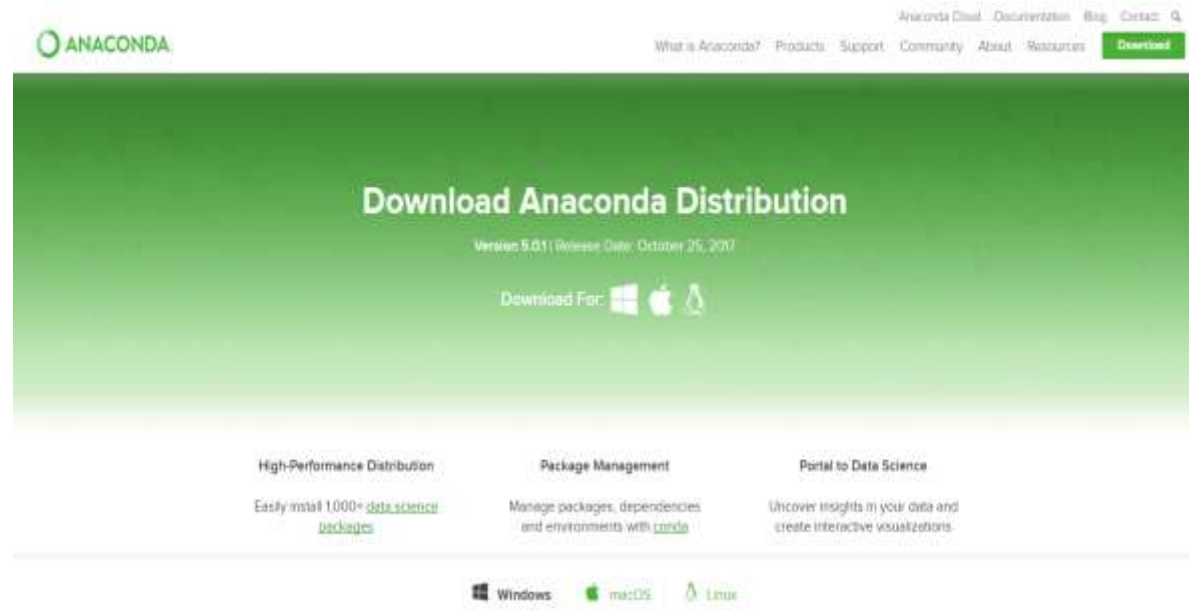 Anaconda Cloud Documentation Blog Contact
ANACONDA
What is Anaconda? Products Support Community About Resources Download
Download Anaconda Distribution
Version 5.0.1 | Release Date: October 25, 2017
Download For:
High-Performance Distribution
Easily install 1,000+ data science
packages
Package Management
Manage packages, dependencies
and environments with conda
Portal to Data Science
Uncover insights in your data and
create interactive visualizations
Windows
macOS
Linux